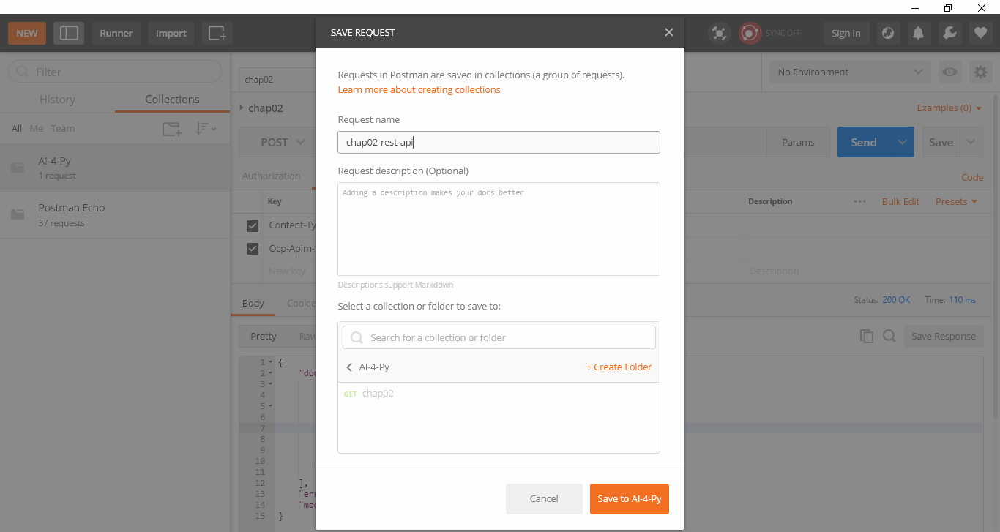 NEW
Runner
Import
SYNC OFF
Sign In
SAVE REQUEST
Filter
History
Collections
All Me Team
AI-4-Py
1 request
Postman Echo
37 requests
chap02
No Environment
chap02
Examples (0)
POST
Params
Send
Save
Authorization
Code
Key
Description
Bulk Edit
Presets
Content-Ty
Ocp-Apim-
New key
Description
Body
Cookie
Status: 200 OK
Time: 110 ms
Pretty
Raw
Save Response
1 {
2 "doc
3
4
5
6
7
8
9
10
11
12 ],
13 "err
14 "mod
15 }
Requests in Postman are saved in collections (a group of requests).
Learn more about creating collections
Request name
chap02-rest-api
Request description (Optional)
Adding a description makes your docs better
Descriptions support Markdown
Select a collection or folder to save to:
Search for a collection or folder
AI-4-Py
+ Create Folder
GET chap02
Cancel
Save to AI-4-Py